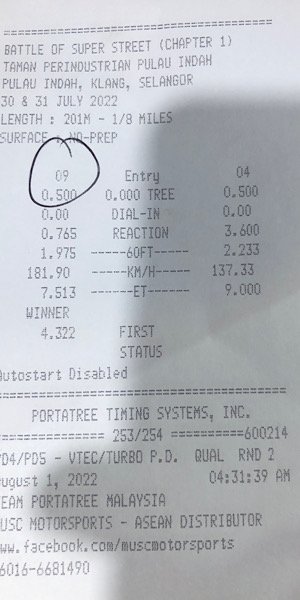 BATTLE OF SUPER STREET (CHAPTER 1)
TAMAN PERINDUSTRIAN PULAU INDAH
PULAU INDAH, KLANG, SELANGOR
30 & 31 JULY 2022
LENGTH : 201M - 1/8 MILES
SURFACE : NO-PREP
09 Entry 04
0.500 0.000 TREE 0.500
0.00 DIAL-IN 0.00
0.765 REACTION 3.600
1.975 ------60FT------ 2.233
181.90 ------KM/H------ 137.33
7.513 -------ET------- 9.000
WINNER
4.322 FIRST
STATUS
Autostart Disabled
PORTATREE TIMING SYSTEMS, INC.
============== 253/254 ==========600214
D4/PD5 - VTEC/TURBO P.D. QUAL RND 2
ugust 1, 2022 04:31:39 AM
EAM PORTATREE MALAYSIA
USC MOTORSPORTS - ASEAN DISTRIBUTOR
ww.facebook.com/muscmotorsports
6016-6681490